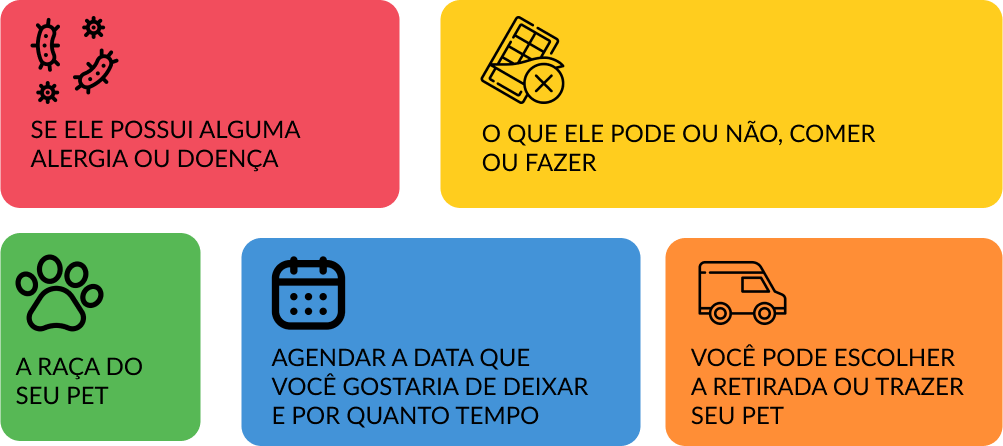 SE ELE POSSUI ALGUMA
ALERGIA OU DOENÇA
O QUE ELE PODE OU NÃO, COMER
OU FAZER
A RAÇA DO
SEU PET
AGENDAR A DATA QUE
VOCÊ GOSTARIA DE DEIXAR
E POR QUANTO TEMPO
VOCÊ PODE ESCOLHER
A RETIRADA OU TRAZER
SEU PET